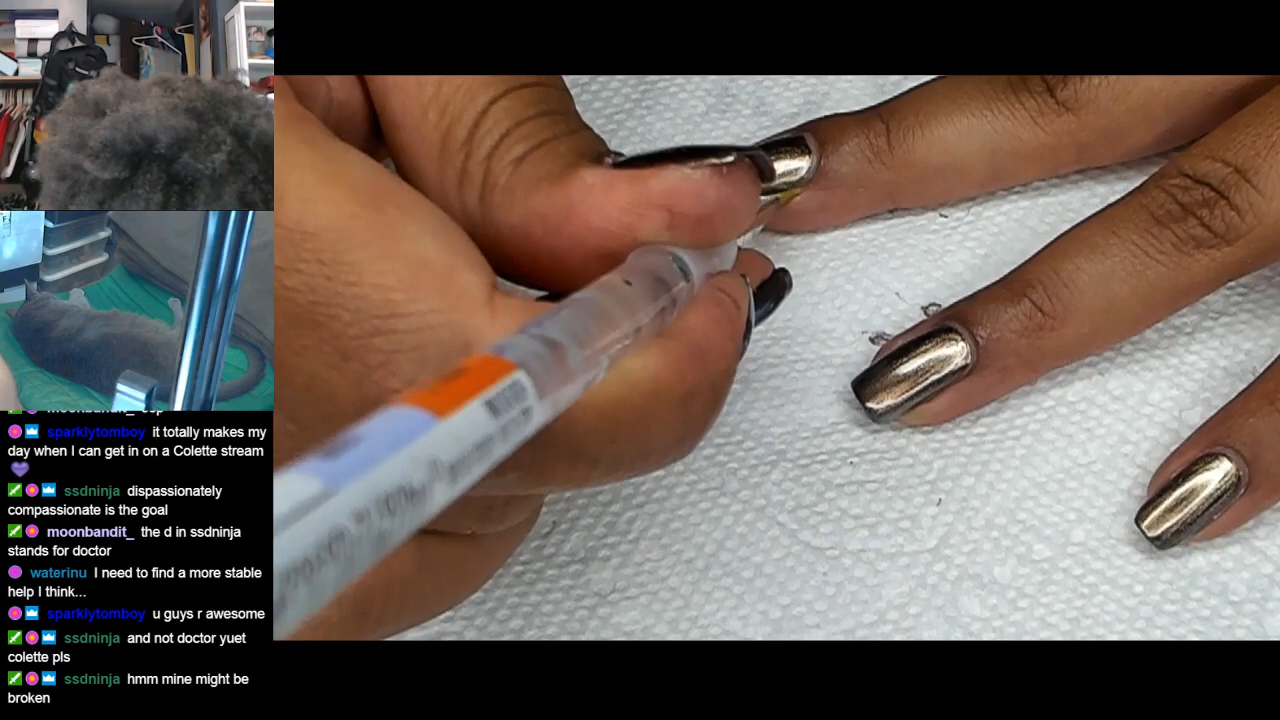 sparklytomboy it totally makes my
day when I can get in on a Colette stream
💜
ssdninja dispassionately
compassionate is the goal
moonbandit_ the d in ssdninja
stands for doctor
waterinu I need to find a more stable
help I think...
sparklytomboy u guys r awesome
ssdninja and not doctor yuet
colette pls
ssdninja hmm mine might be
broken